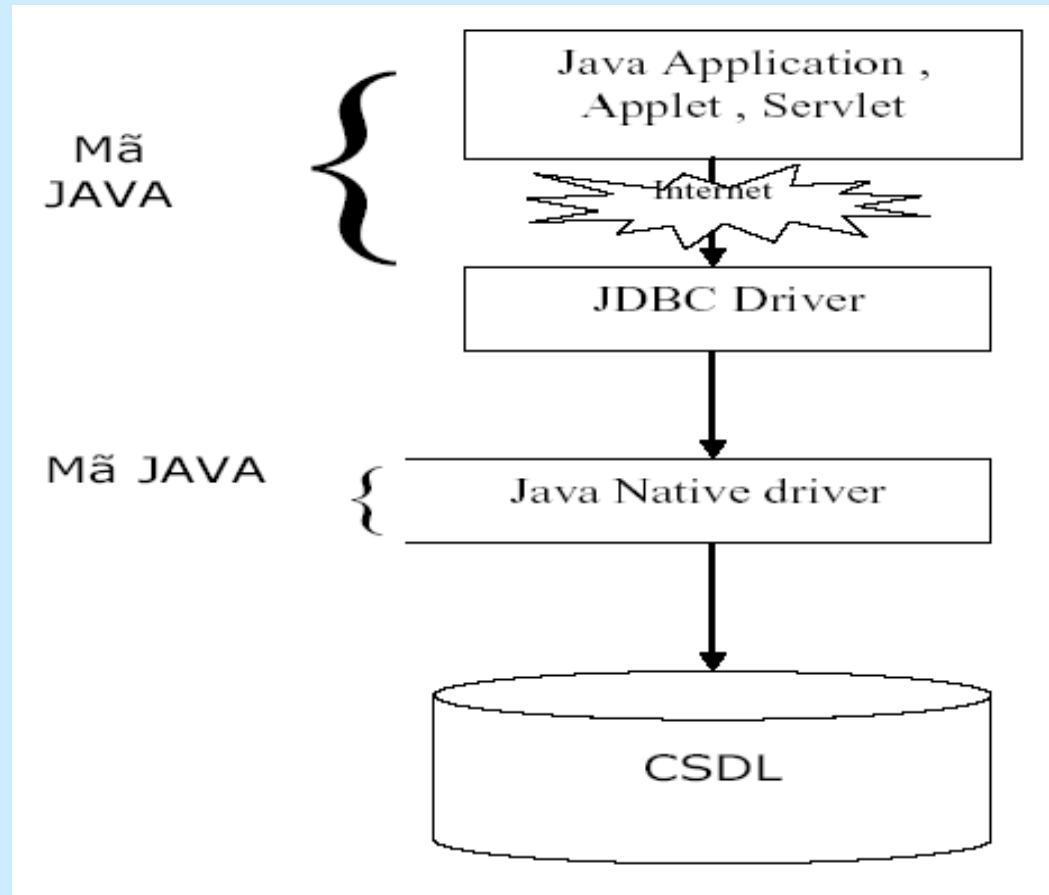 Java Application ,
Applet , Servlet
Mã
JAVA
Internet
JDBC Driver
Mã JAVA
Java Native driver
CSDL